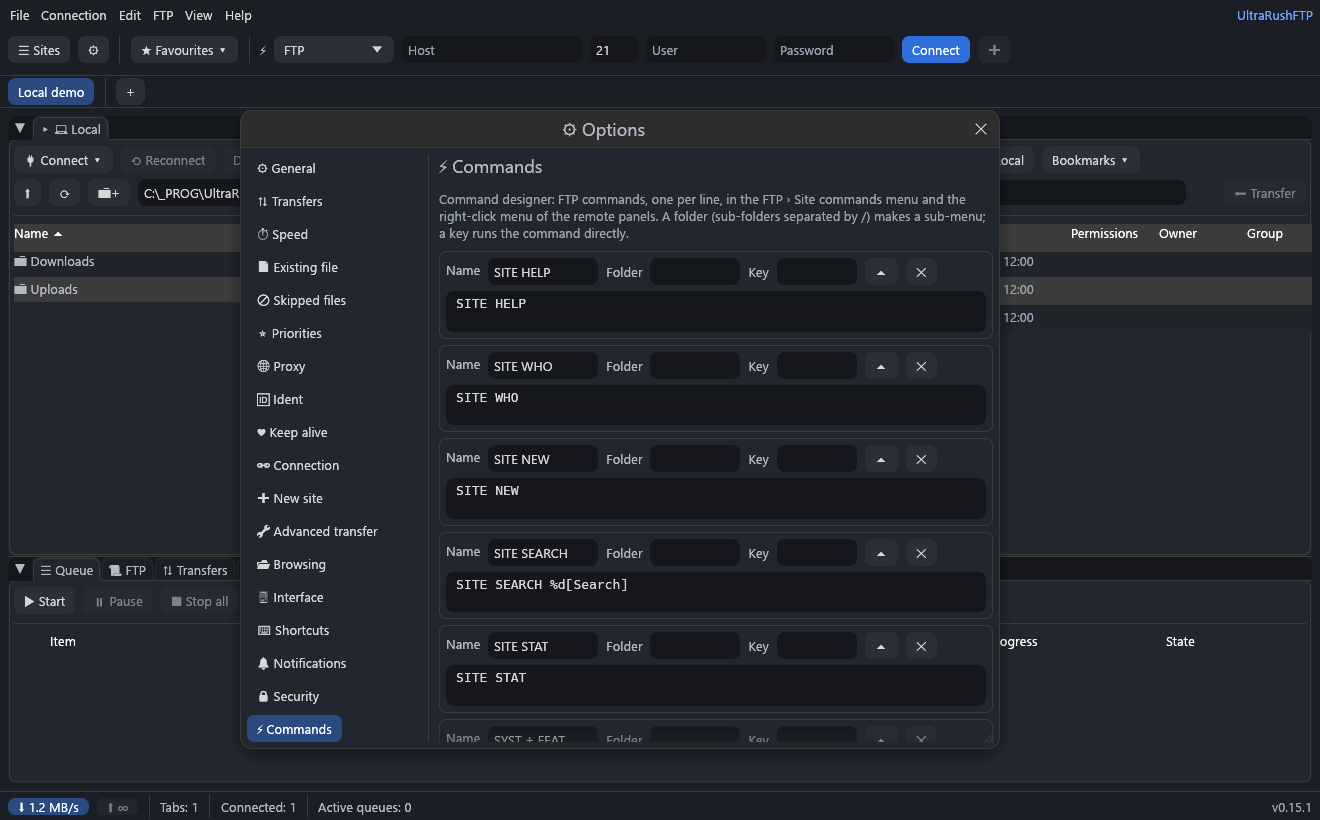 File Connection Edit FTP View Help UltraRushFTP
Sites Favourites FTP Host 21 User Password Connect
Local demo +
Local Options
Connect Reconnect D General Commands ocal Bookmarks
C:\_PROG\UltraR Transfers Command designer: FTP commands, one per line, in the FTP › Site commands menu and the Transfer
right-click menu of the remote panels. A folder (sub-folders separated by /) makes a sub-menu;
Name Speed a key runs the command directly. Permissions Owner Group
Downloads Existing file Name SITE HELP Folder Key 12:00
Uploads Skipped files SITE HELP 12:00
Priorities 12:00
Proxy Name SITE WHO Folder Key
Ident SITE WHO
Keep alive
Connection Name SITE NEW Folder Key
New site SITE NEW
Advanced transfer
Browsing Name SITE SEARCH Folder Key
Queue FTP Transfers
SITE SEARCH %d[Search]
Start Pause Stop all Interface
Shortcuts
Item Name SITE STAT Folder Key ogress State
Notifications SITE STAT
Security
Commands Name SYST + FEAT Folder Key
1.2 MB/s ∞ Tabs: 1 Connected: 1 Active queues: 0 v0.15.1